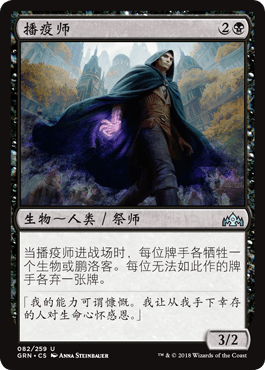 播疫师 2
生物～人类 / 祭师
当播疫师进战场时，每位牌手各牺牲一
个生物或鹏洛客。每位无法如此作的牌
手各弃一张牌。
「我的能力可谓慷慨。我让从我手下幸存
的人对生命心怀感恩。」
3/2
082/259 U
GRN • CS ANNA STEINBAUER
™ & © 2018 Wizards of the Coast